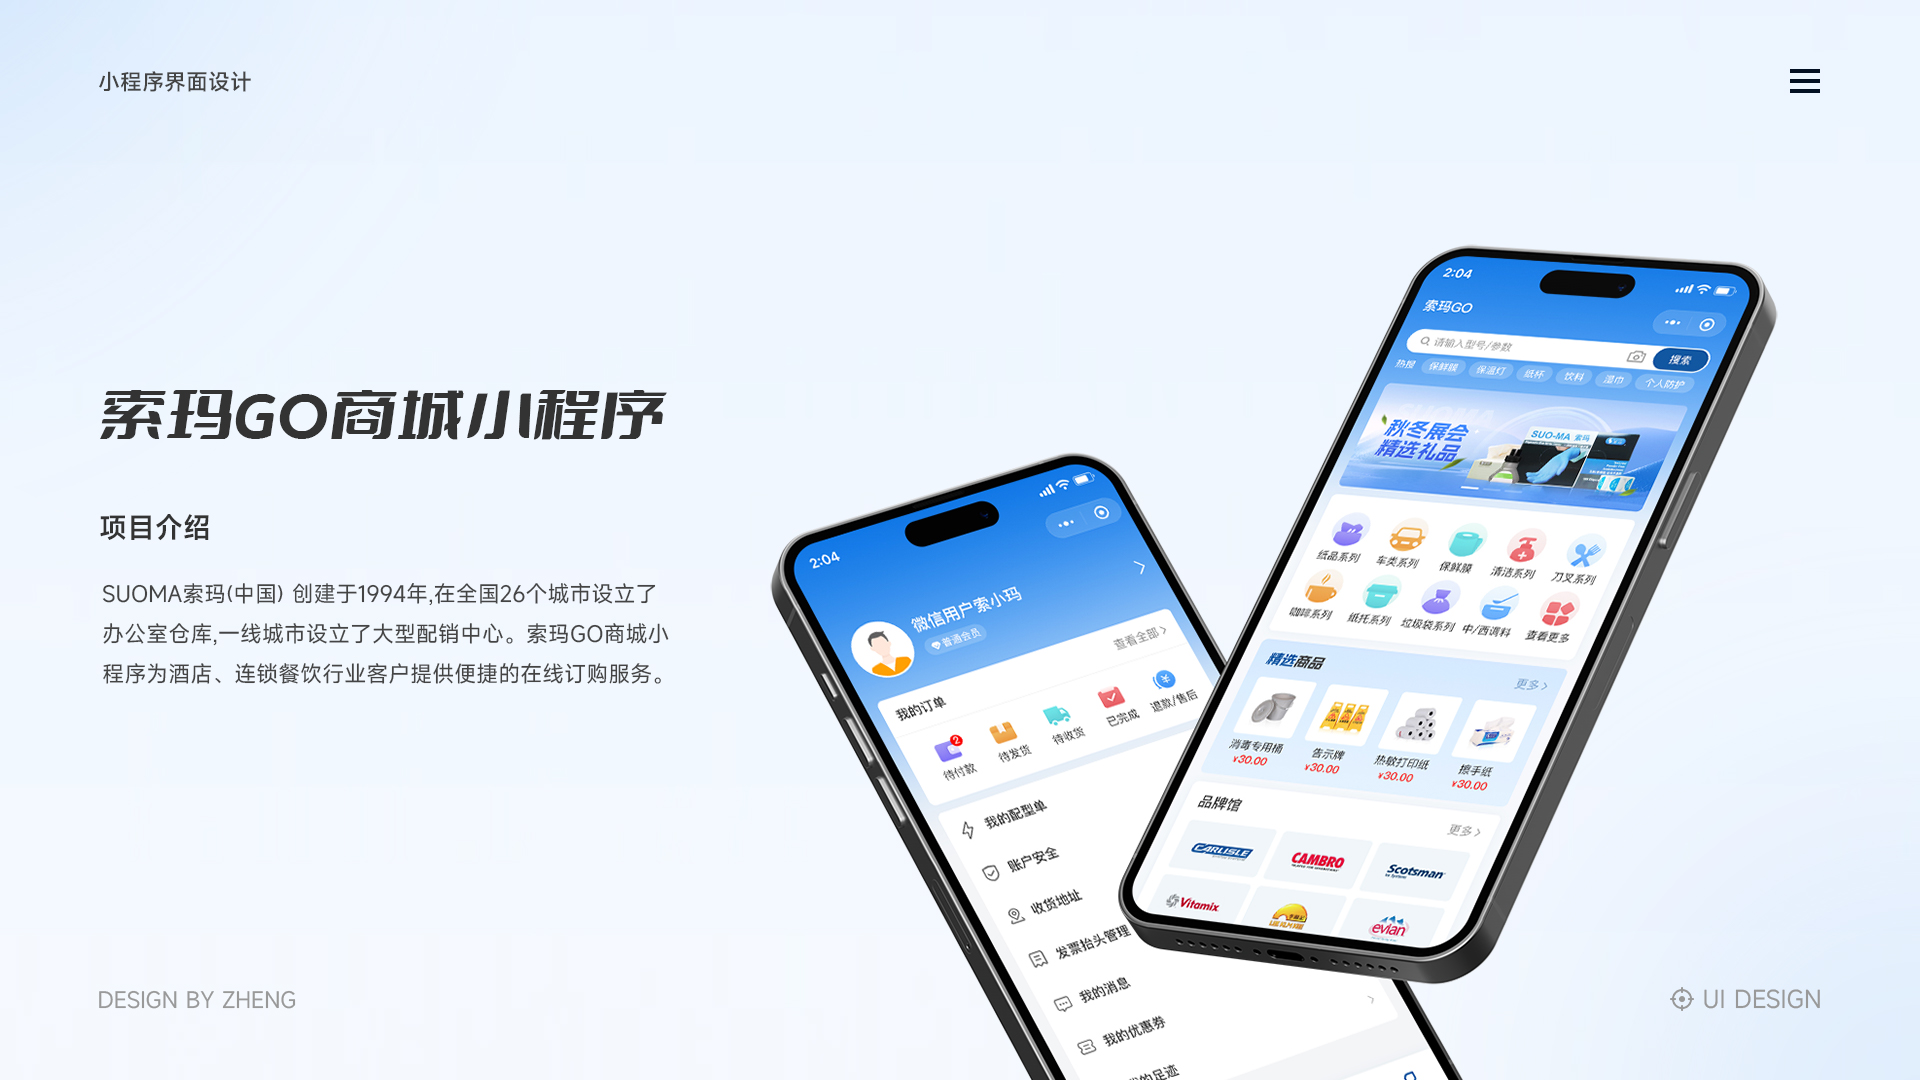 小程序界面设计
索玛GO商城小程序
项目介绍
SUOMA索玛(中国) 创建于1994年,在全国26个城市设立了
办公室仓库,一线城市设立了大型配销中心。索玛GO商城小
程序为酒店、连锁餐饮行业客户提供便捷的在线订购服务。
2:04
微信用户索小玛
普通会员
我的订单
查看全部
2
待付款
待发货
待收货
已完成
退款/售后
我的配型单
账户安全
收货地址
发票抬头管理
我的消息
我的优惠券
的足迹
2:04
索玛GO
请输入型号/参数
搜索
热搜 保鲜膜 保温灯 纸杯 饮料 湿巾 个人防护
SUOMA
秋冬展会
精选礼品
SUO-MA 索玛
纸品系列 车类系列 保鲜膜 清洁系列 刀叉系列
咖啡系列 纸托系列 垃圾袋系列 中/西调料 查看更多
精选商品
更多
消毒专用桶 告示牌 热敏打印纸 擦手纸
¥30.00 ¥30.00 ¥30.00 ¥30.00
品牌馆
更多
CARLISLE
CAMBRO
Scotsman
Vitamix
evian
DESIGN BY ZHENG
UI DESIGN